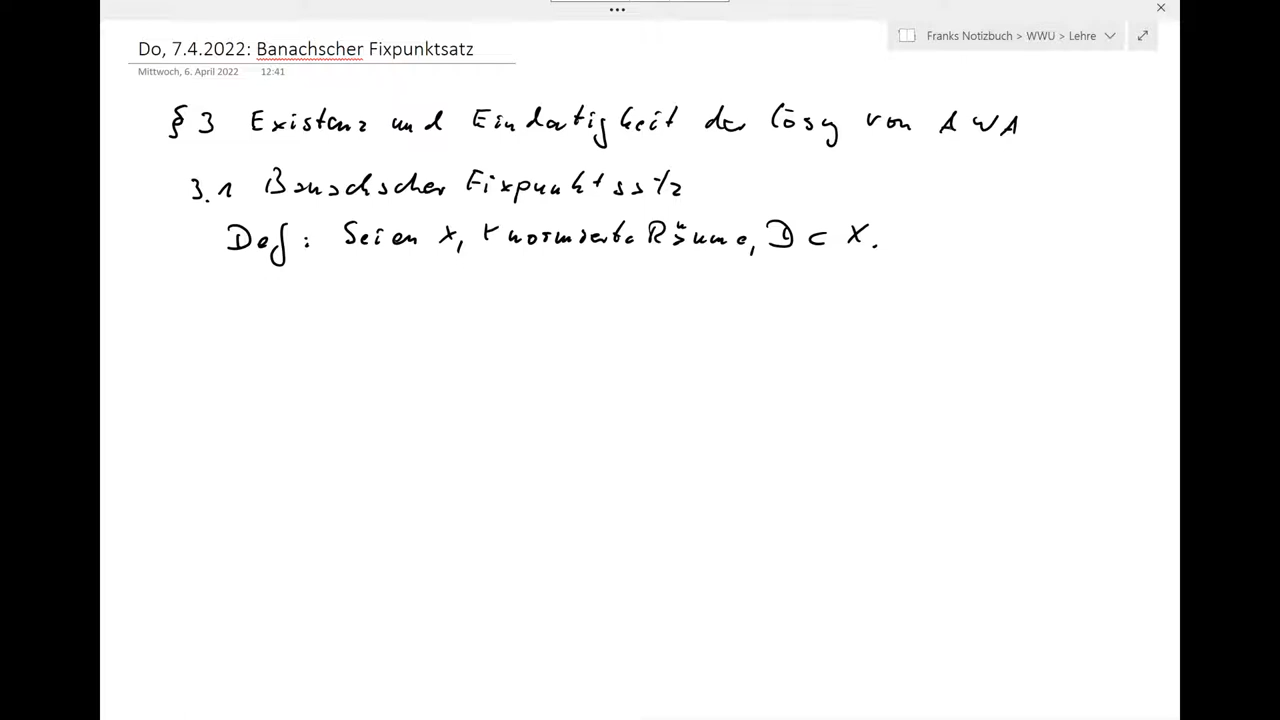 Do, 7.4.2022: Banachscher Fixpunktsatz
Franks Notizbuch > WWU > Lehre
Mittwoch, 6. April 2022 12:41
§ 3 Existenz und Eindeutigkeit der Lösg von AWA
3.1 Banachscher Fixpunktssatz
Def: Seien X, Y normierte Räume, D ⊂ X.